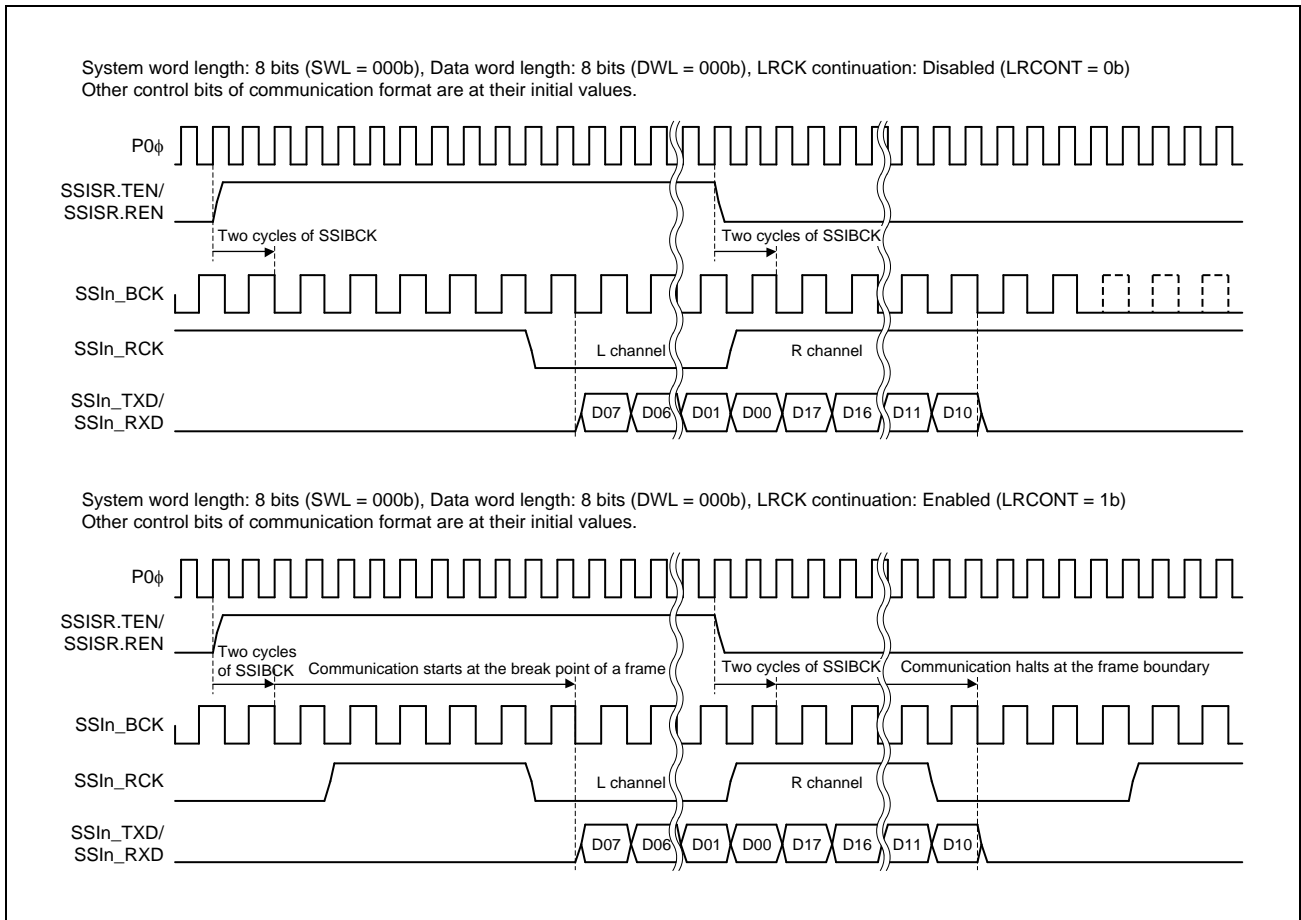 System word length: 8 bits (SWL = 000b), Data word length: 8 bits (DWL = 000b), LRCK continuation: Disabled (LRCONT = 0b)
Other control bits of communication format are at their initial values.
P0ϕ
SSISR.TEN/
SSISR.REN
Two cycles of SSIBCK
Two cycles of SSIBCK
SSIn_BCK
SSIn_RCK
L channel
R channel
SSIn_TXD/
SSIn_RXD
D07 D06 D01 D00 D17 D16 D11 D10
System word length: 8 bits (SWL = 000b), Data word length: 8 bits (DWL = 000b), LRCK continuation: Enabled (LRCONT = 1b)
Other control bits of communication format are at their initial values.
P0ϕ
SSISR.TEN/
SSISR.REN
Two cycles
of SSIBCK
Communication starts at the break point of a frame
Two cycles of SSIBCK
Communication halts at the frame boundary
SSIn_BCK
SSIn_RCK
L channel
R channel
SSIn_TXD/
SSIn_RXD
D07 D06 D01 D00 D17 D16 D11 D10